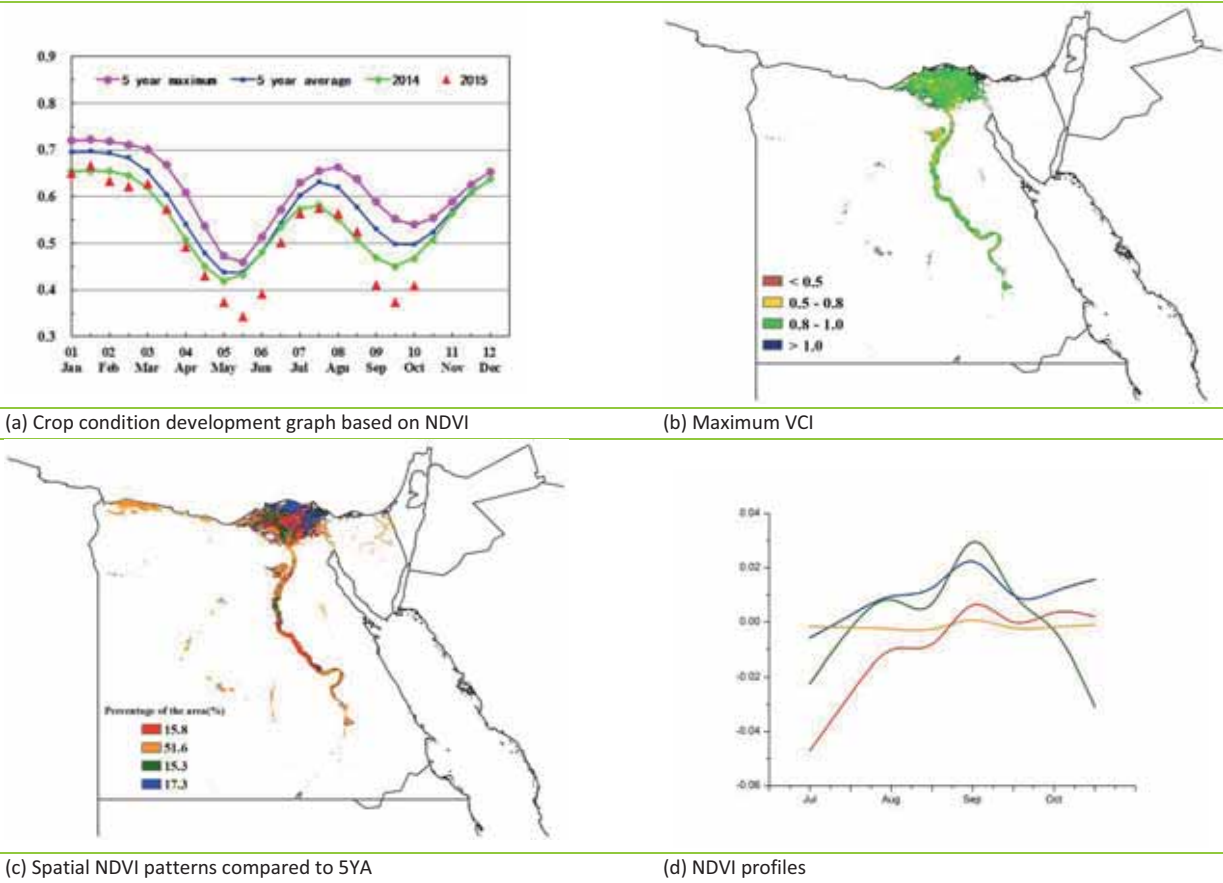 0.9
5 year maximum 5 year average 2014 2015
0.8
0.7
0.6
0.5
0.4
0.3
01 02 03 04 05 06 07 08 09 10 11 12
Jan Feb Mar Apr May Jun Jul Agu Sep Oct Nov Dec
< 0.5
0.5 - 0.8
0.8 - 1.0
> 1.0
(a) Crop condition development graph based on NDVI
(b) Maximum VCI
Percentage of the area(%)
15.8
51.6
15.3
17.3
0.04
0.02
0.00
-0.02
-0.04
-0.06
Jul Aug Sep Oct
(c) Spatial NDVI patterns compared to 5YA
(d) NDVI profiles